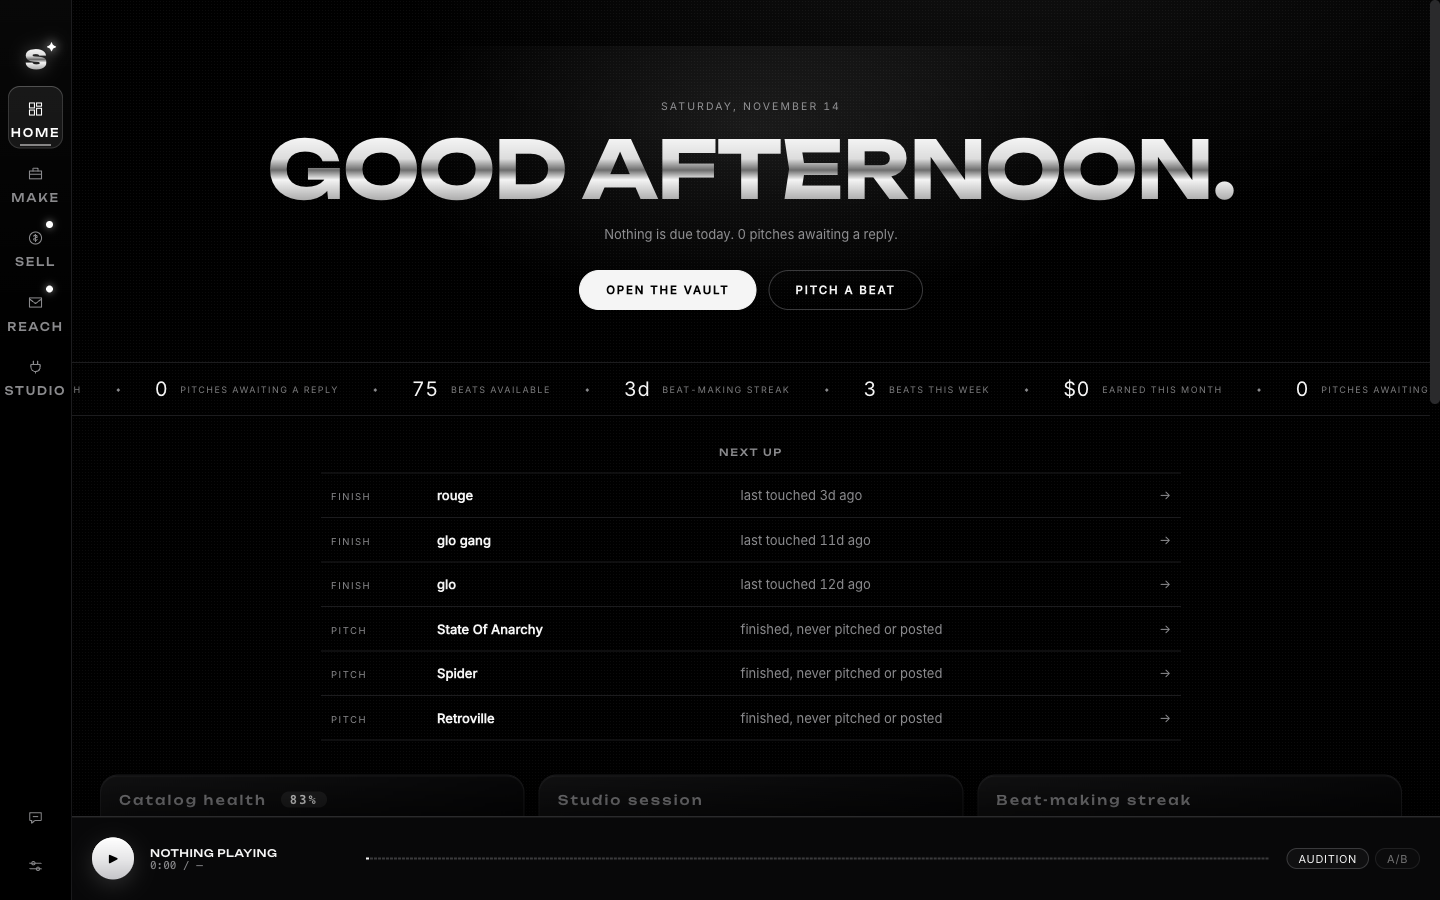 S
HOME
MAKE
SELL
REACH
STUDIO
SATURDAY, NOVEMBER 14
GOOD AFTERNOON.
Nothing is due today. 0 pitches awaiting a reply.
OPEN THE VAULT PITCH A BEAT
H • 0 PITCHES AWAITING A REPLY • 75 BEATS AVAILABLE • 3d BEAT-MAKING STREAK • 3 BEATS THIS WEEK • $0 EARNED THIS MONTH • 0 PITCHES AWAITING
NEXT UP
FINISH rouge last touched 3d ago →
FINISH glo gang last touched 11d ago →
FINISH glo last touched 12d ago →
PITCH State Of Anarchy finished, never pitched or posted →
PITCH Spider finished, never pitched or posted →
PITCH Retroville finished, never pitched or posted →
Catalog health 83% Studio session Beat-making streak
NOTHING PLAYING
0:00 / —
AUDITION A/B